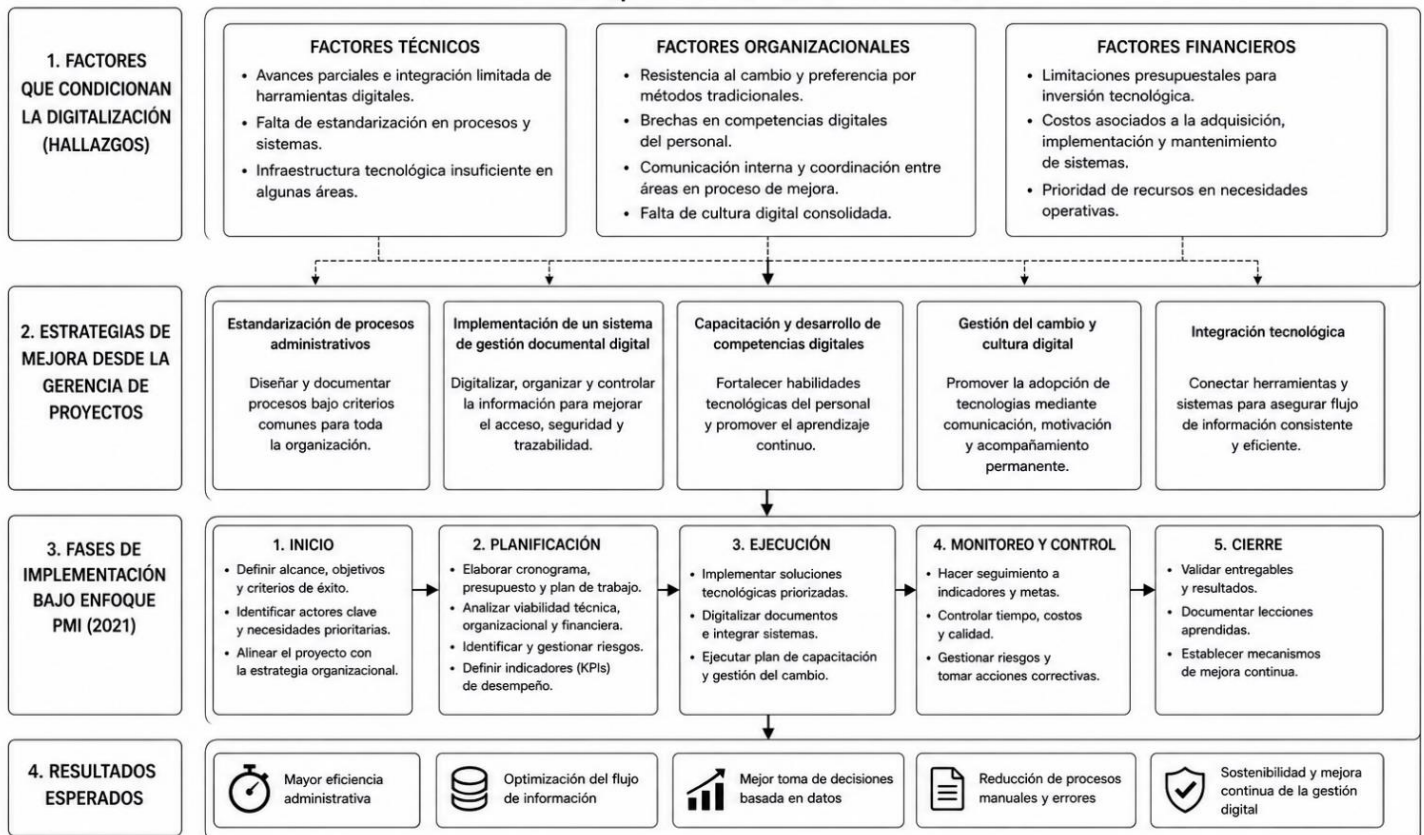 1. FACTORES
QUE CONDICIONAN
LA DIGITALIZACIÓN
(HALLAZGOS)
FACTORES TÉCNICOS
• Avances parciales e integración limitada de
harramientas digitales.
• Falta de estandarización en procesos y
sistemas.
• Infraestructura tecnológica insuficiente en
algunas áreas.
FACTORES ORGANIZACIONALES
• Resistencia al cambio y preferencia por
métodos tradicionales.
• Brechas en competencias digitales
del personal.
• Comunicación interna y coordinación entre
áreas en proceso de mejora.
• Falta de cultura digital consolidada.
FACTORES FINANCIEROS
• Limitaciones presupuestales para
inversión tecnológica.
• Costos asociados a la adquisición,
implementación y mantenimiento
de sistemas.
• Prioridad de recursos en necesidades
operativas.
2. ESTRATEGIAS DE
MEJORA DESDE LA
GERENCIA DE
PROYECTOS
Estandarización de procesos
administrativos
Diseñar y documentar
procesos bajo criterios
comunes para toda
la organización.
Implementación de un sistema
de gestión documental digital
Digitalizar, organizar y controlar
la información para mejorar
el acceso, seguridad y
trazabilidad.
Capacitación y desarrollo de
competencias digitales
Fortalecer habilidades
tecnológicas del personal
y promover el aprendizaje
continuo.
Gestión del cambio y
cultura digital
Promover la adopción de
tecnologias mediante
comunicación, motivación
y acompañamiento
permanente.
Integración tecnológica
Conectar herramientas y
sistemas para asegurar flujo
de información consistente
y eficiente.
3. FASES DE
IMPLEMENTACIÓN
BAJO ENFOQUE
PMI (2021)
1. INICIO
• Definir alcance, objetivos
y criterios de éxito.
• Identificar actores clave
y necesidades prioritarias.
• Alinear el proyecto con
la estrategia organizacional.
2. PLANIFICACIÓN
• Elaborar cronograma,
presupuesto y plan de trabajo.
• Analizar viabilidad técnica,
organizacional y financiera.
• Identificar y gestionar riesgos.
• Definir indicadores (KPIs)
de desempeño.
3. EJECUCIÓN
• Implementar soluciones
tecnológicas priorizadas.
• Digitalizar documentos
e integrar sistemas.
• Ejecutar plan de capacitación
y gestión del cambio.
4. MONITOREO Y CONTROL
• Hacer seguimiento a
indicadores y metas.
• Controlar tiempo, costos
y calidad.
• Gestionar riesgos y
tomar acciones correctivas.
5. CIERRE
• Validar entregables
y resultados.
• Documentar lecciones
aprendidas.
• Establecer mecanismos
de mejora continua.
4. RESULTADOS
ESPERADOS
Mayor eficiencia
administrativa
Optimización del flujo
de información
Mejor toma de decisiones
basada en datos
Reducción de procesos
manuales y errores
Sostenibilidad y mejora
continua de la gestión
digital